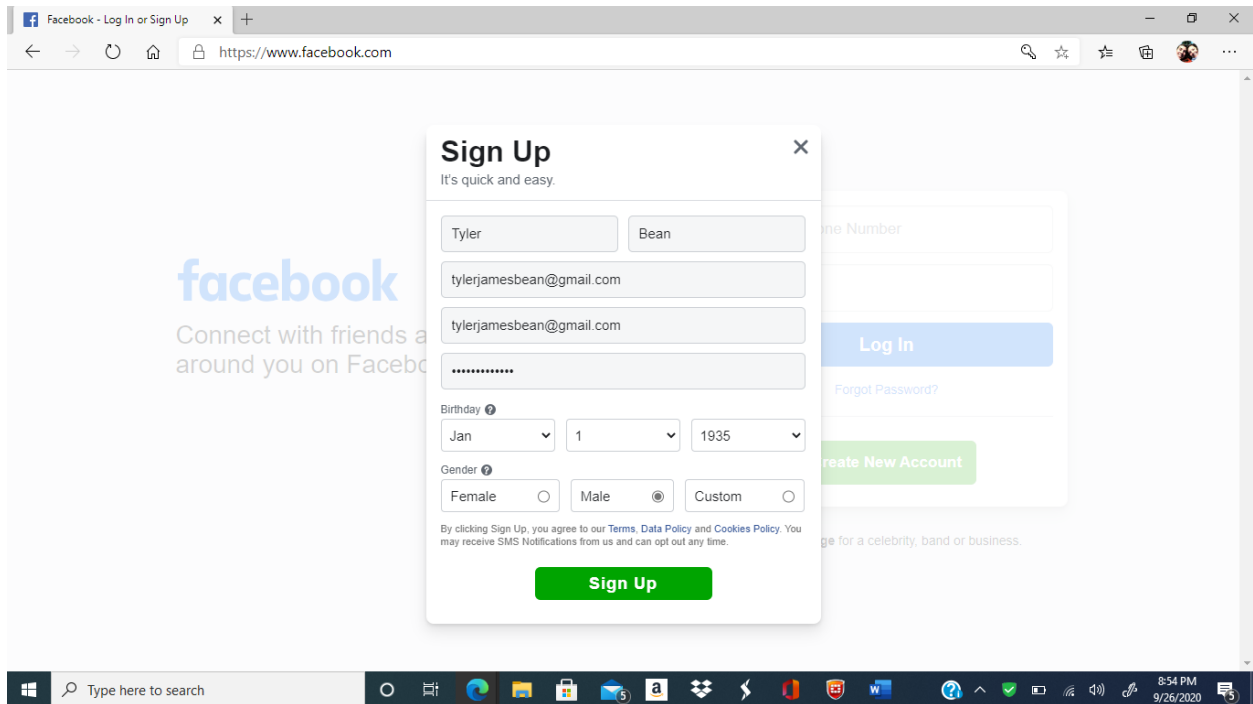 Facebook - Log In or Sign Up
https://www.facebook.com
Sign Up
It's quick and easy.
Tyler Bean
tylerjamesbean@gmail.com
tylerjamesbean@gmail.com
•••••••••••••
Birthday
Jan 1 1935
Gender
Female Male Custom
By clicking Sign Up, you agree to our Terms, Data Policy and Cookies Policy. You
may receive SMS Notifications from us and can opt out any time.
Sign Up
facebook
Connect with friends a
around you on Facebo
ne Number
Log In
Forgot Password?
reate New Account
ge for a celebrity, band or business.
Type here to search
5
a
W
8:54 PM
9/26/2020
5